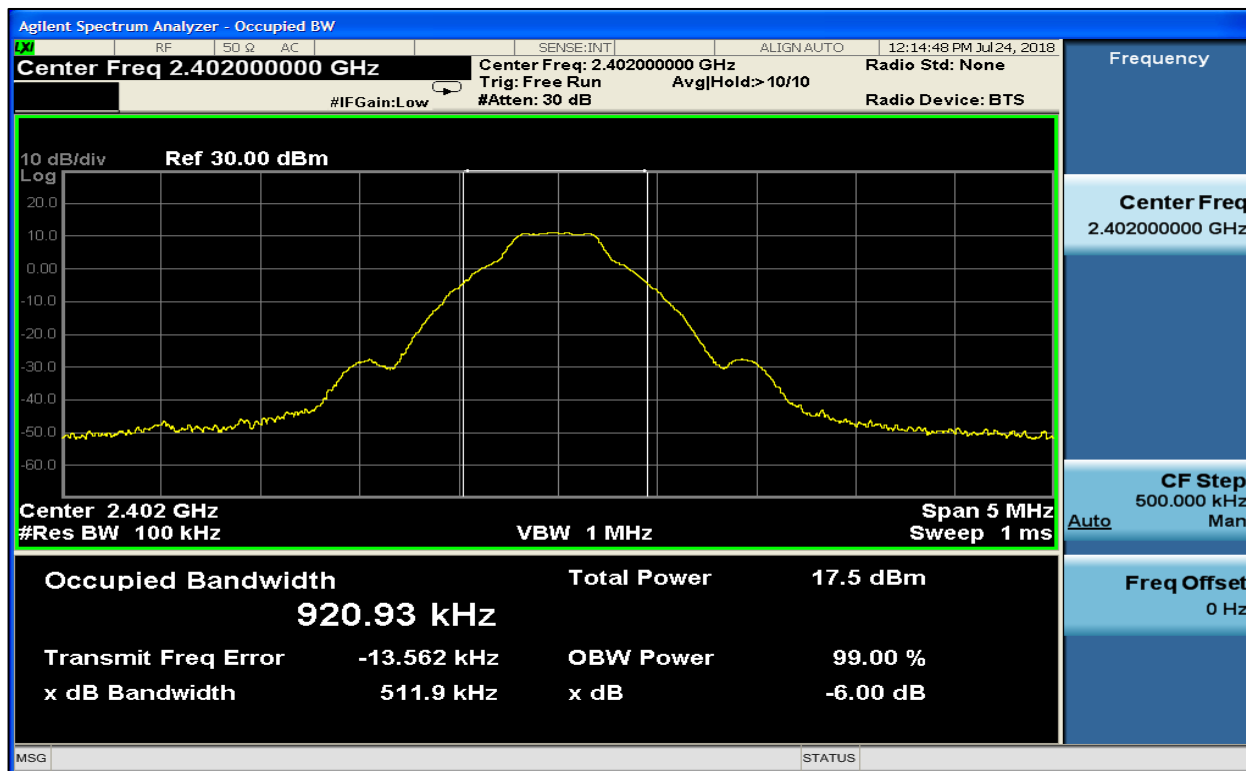 Agilent Spectrum Analyzer - Occupied BW
LXI RF 50 Ω AC SENSE:INT ALIGN AUTO 12:14:48 PM Jul 24, 2018
Center Freq 2.402000000 GHz
Center Freq: 2.402000000 GHz
Radio Std: None
Trig: Free Run Avg|Hold:>10/10
#IFGain:Low
#Atten: 30 dB
Radio Device: BTS
10 dB/div Ref 30.00 dBm
Log
20.0
10.0
0.00
-10.0
-20.0
-30.0
-40.0
-50.0
-60.0
Center 2.402 GHz Span 5 MHz
#Res BW 100 kHz VBW 1 MHz Sweep 1 ms
Occupied Bandwidth Total Power 17.5 dBm
920.93 kHz
Transmit Freq Error -13.562 kHz OBW Power 99.00 %
x dB Bandwidth 511.9 kHz x dB -6.00 dB
MSG STATUS
Frequency
Center Freq
2.402000000 GHz
CF Step
500.000 kHz
Auto Man
Freq Offset
0 Hz